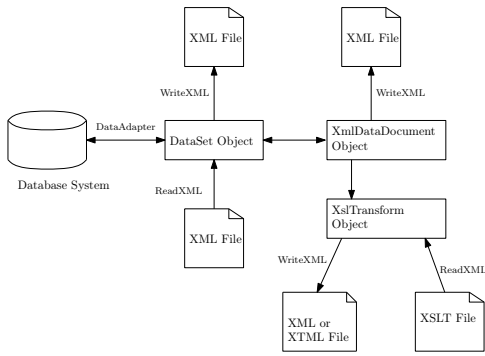 XML File
XML File
WriteXML
WriteXML
DataAdapter
DataSet Object
XmlDataDocument
Object
Database System
ReadXML
XML File
XslTransform
Object
WriteXML
ReadXML
XML or
XTML File
XSLT File